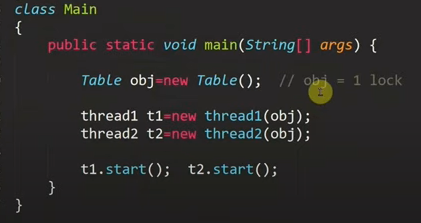 class Main
{
    public static void main(String[] args) {
        Table obj=new Table();  // obj = 1 lock
        thread1 t1=new thread1(obj);
        thread2 t2=new thread2(obj);
        t1.start();  t2.start();
    }
}